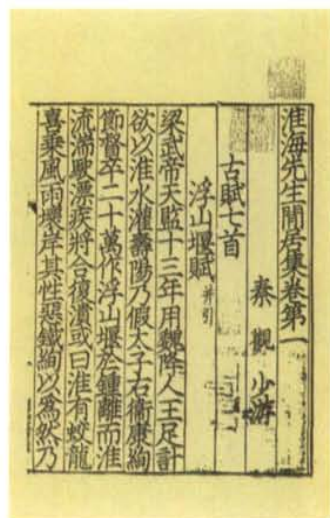 淮海先生閒居集卷第一
秦觀少游
古賦七首
浮山堰賦并引
梁武帝天監十三年用魏降人王足計
欲以淮水灌壽陽乃假太子右衛康絢
節督卒二十萬作浮山堰於鍾離而淮
流湍駛漂疾將合復潰或曰淮有蛟龍
喜乘風雨壞岸其性惡鐵絢以為然乃